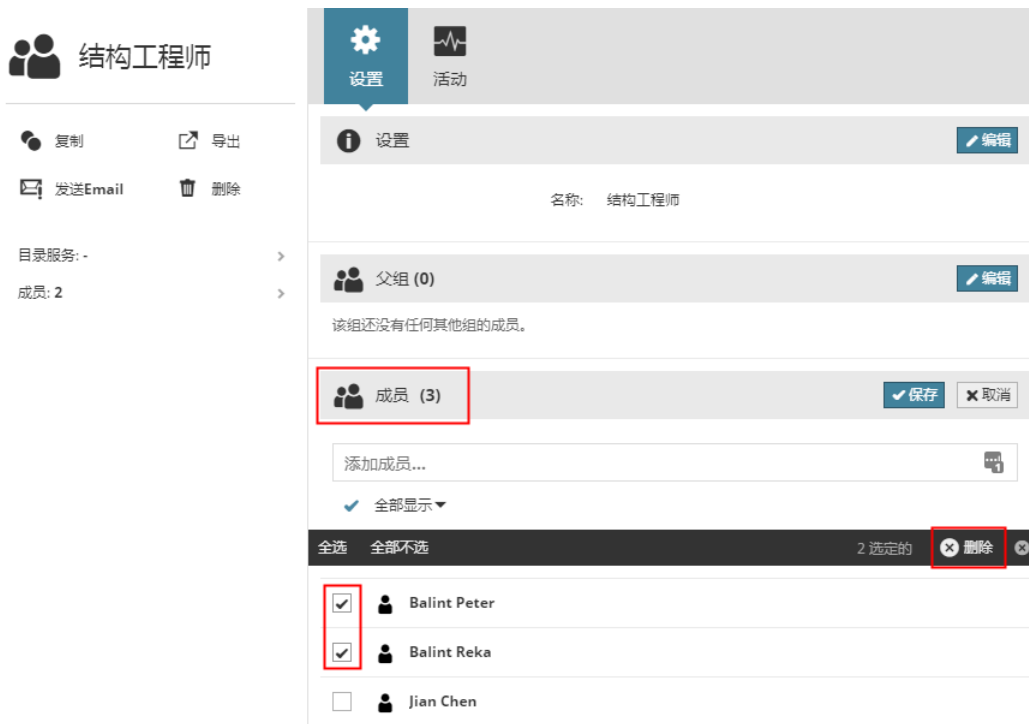 结构工程师
复制
导出
发送Email
删除
目录服务: -
成员: 2
设置
活动
设置
编辑
名称: 结构工程师
父组 (0)
编辑
该组还没有任何其他组的成员。
成员 (3)
保存
取消
添加成员...
全部显示
全选 全部不选 2 选定的 删除
Balint Peter
Balint Reka
Jian Chen